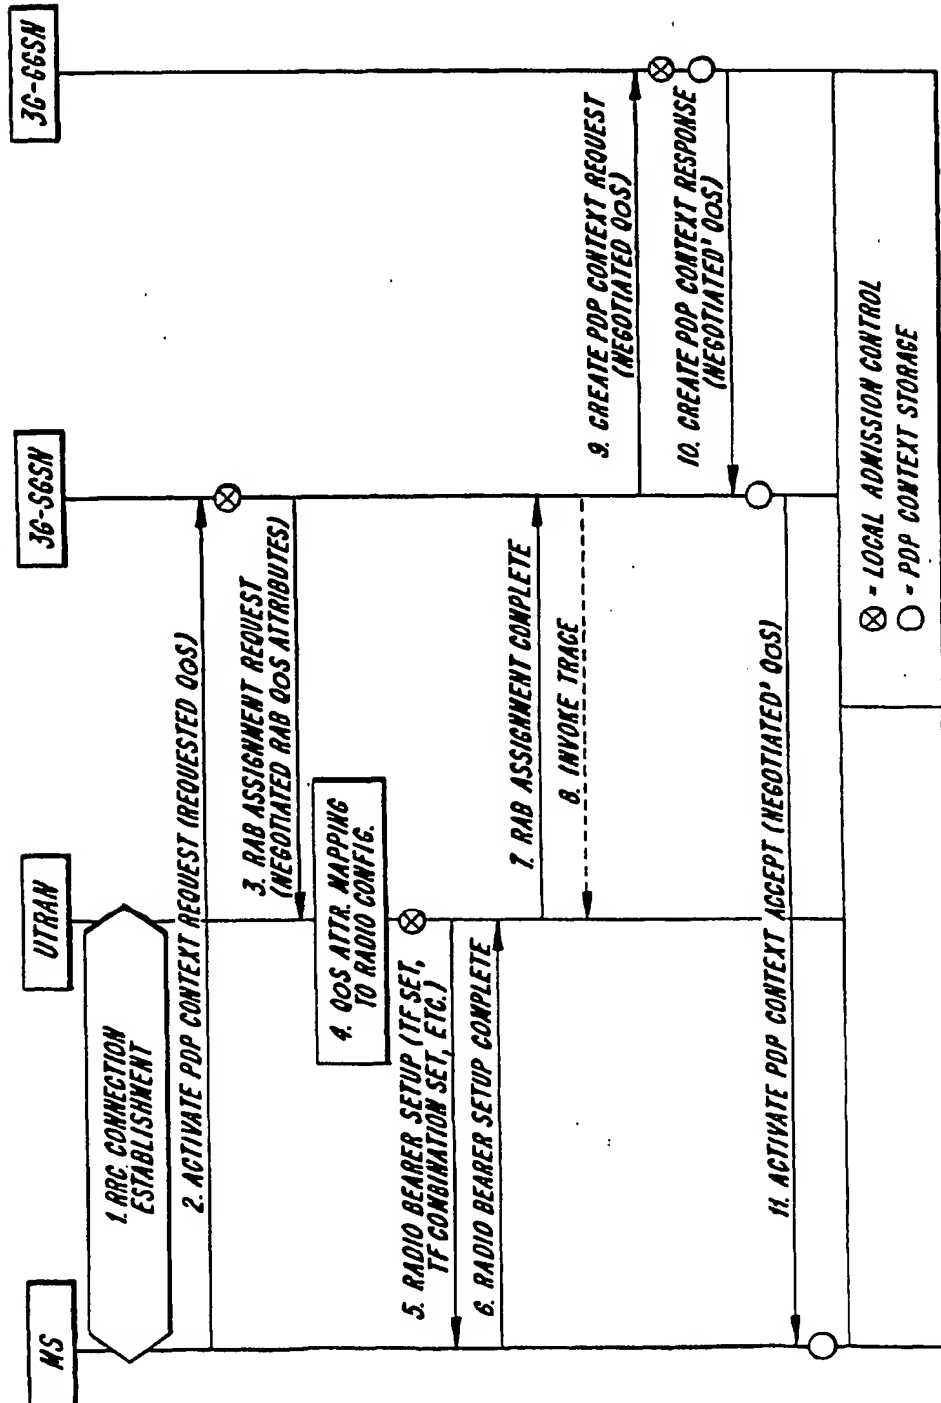 MS
UTRAN
3G-SGSN
3G-GGSN
1. RRC CONNECTION
ESTABLISHMENT
2. ACTIVATE PDP CONTEXT REQUEST (REQUESTED QOS)
3. RAB ASSIGNMENT REQUEST
(NEGOTIATED RAB QOS ATTRIBUTES)
4. QOS ATTR. MAPPING
TO RADIO CONFIG.
5. RADIO BEARER SETUP (TF SET,
TF COMBINATION SET, ETC.)
6. RADIO BEARER SETUP COMPLETE
7. RAB ASSIGNMENT COMPLETE
8. INVOKE TRACE
9. CREATE PDP CONTEXT REQUEST
(NEGOTIATED QOS)
10. CREATE PDP CONTEXT RESPONSE
(NEGOTIATED' QOS)
11. ACTIVATE PDP CONTEXT ACCEPT (NEGOTIATED' QOS)
⊗ = LOCAL ADMISSION CONTROL
○ = PDP CONTEXT STORAGE